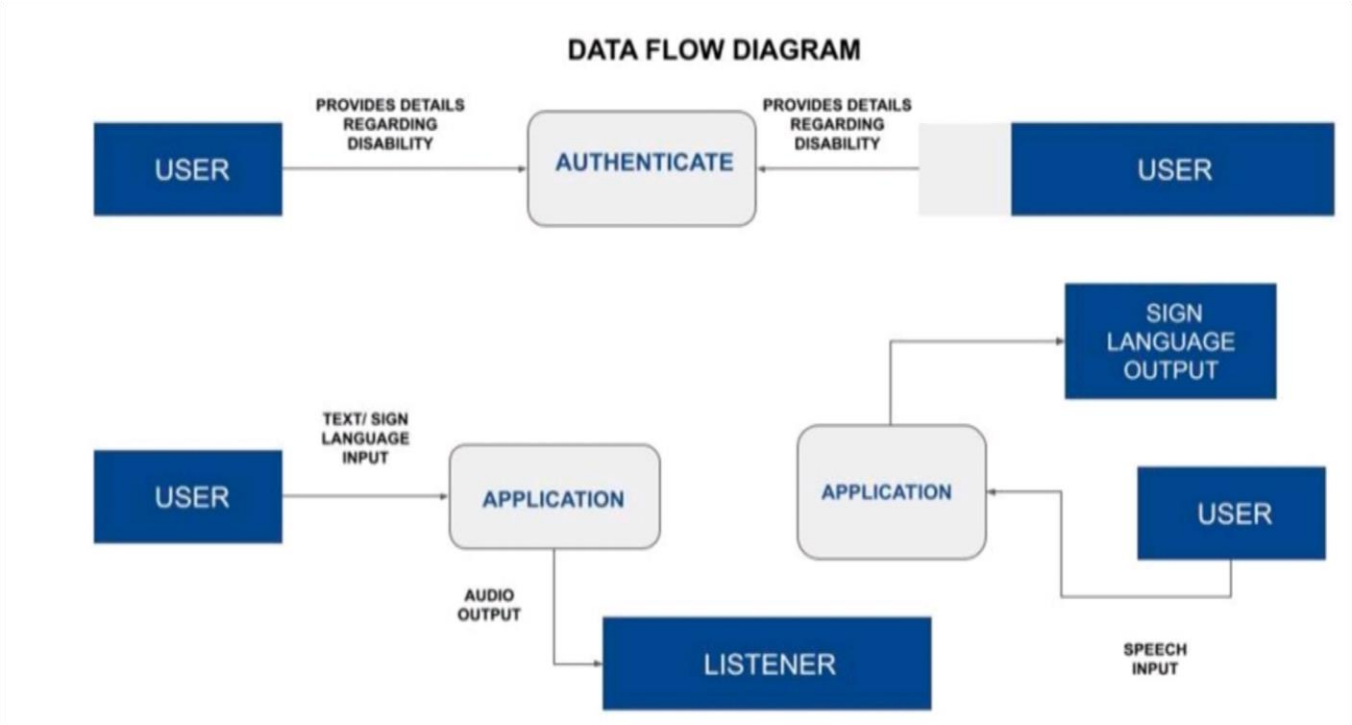 DATA FLOW DIAGRAM
PROVIDES DETAILS
REGARDING
DISABILITY
PROVIDES DETAILS
REGARDING
DISABILITY
USER
AUTHENTICATE
USER
SIGN
LANGUAGE
OUTPUT
TEXT/ SIGN
LANGUAGE
INPUT
USER
APPLICATION
APPLICATION
USER
AUDIO
OUTPUT
LISTENER
SPEECH
INPUT